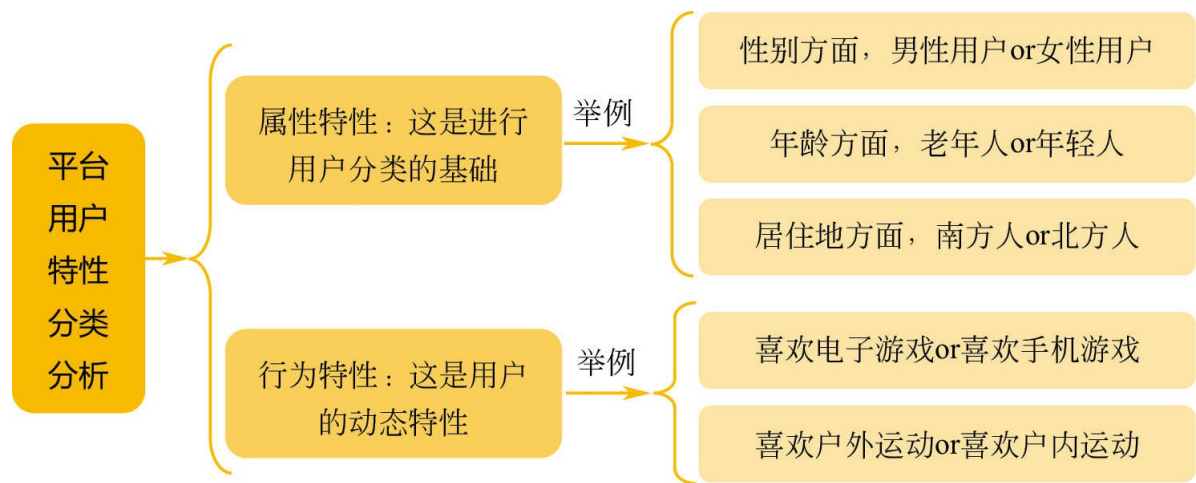 平台
用户
特性
分类
分析
属性特性：这是进行
用户分类的基础
举例
性别方面，男性用户or女性用户
年龄方面，老年人or年轻人
居住地方面，南方人or北方人
行为特性：这是用户
的动态特性
举例
喜欢电子游戏or喜欢手机游戏
喜欢户外运动or喜欢户内运动